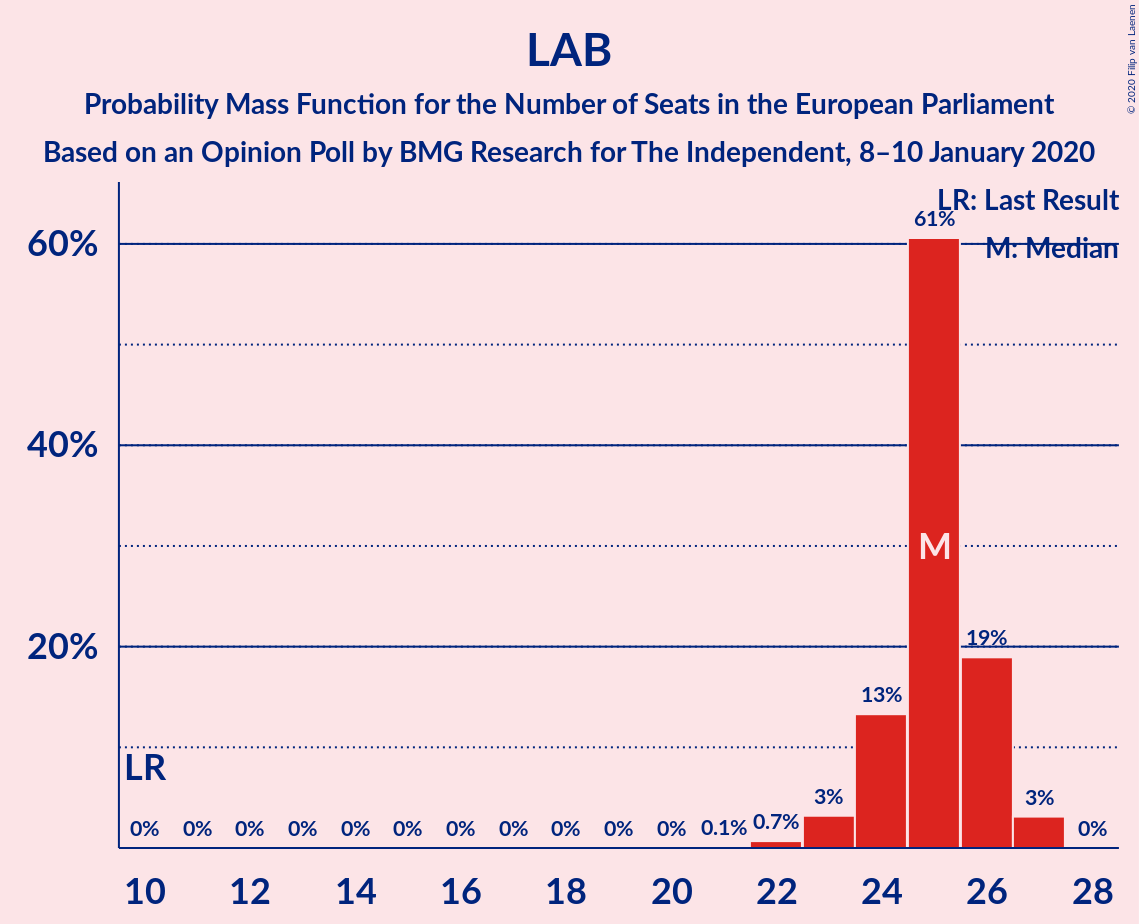 LAB
Probability Mass Function for the Number of Seats in the European Parliament
Based on an Opinion Poll by BMG Research for The Independent, 8–10 January 2020
© 2020 Filip van Laenen
LR: Last Result
M: Median
60%
40%
20%
61%
M
19%
13%
LR
3%
3%
0% 0% 0% 0% 0% 0% 0% 0% 0% 0% 0% 0.1% 0.7% 0%
10 12 14 16 18 20 22 24 26 28